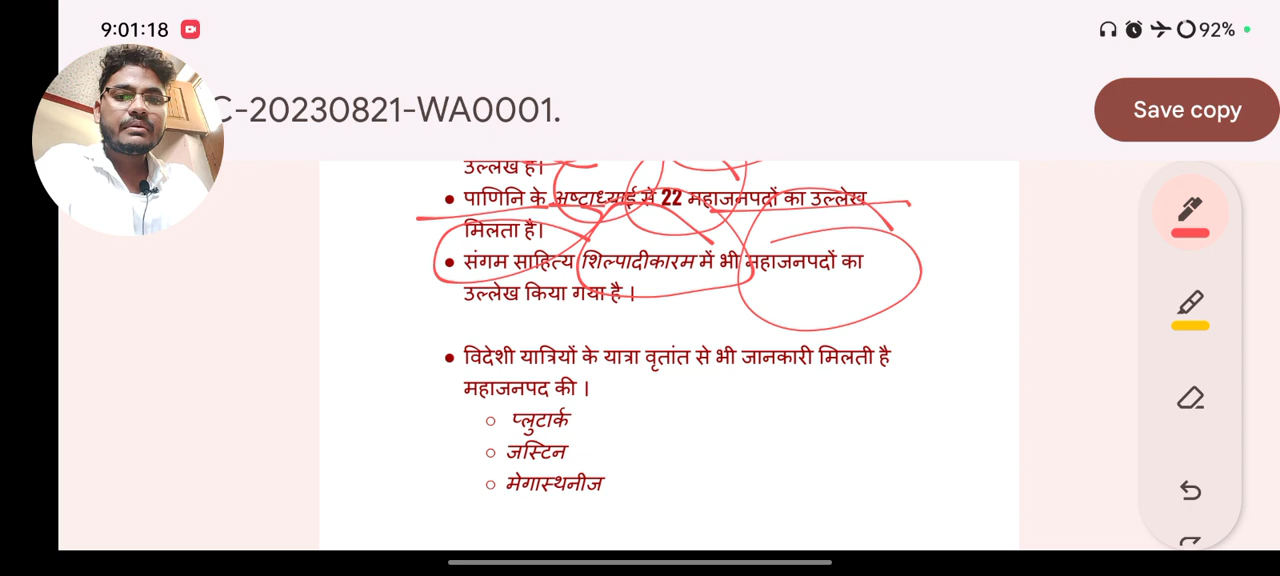 9:01:18
92%
C-20230821-WA0001.
Save copy
उल्लेख है।
● पाणिनि के अष्टाध्याई से 22 महाजनपदों का उल्लेख
मिलता है।
● संगम साहित्य शिल्पादीकारम में भी महाजनपदों का
उल्लेख किया गया है ।
● विदेशी यात्रियों के यात्रा वृतांत से भी जानकारी मिलती है
महाजनपद की ।
○ प्लुटार्क
○ जस्टिन
○ मेगास्थनीज